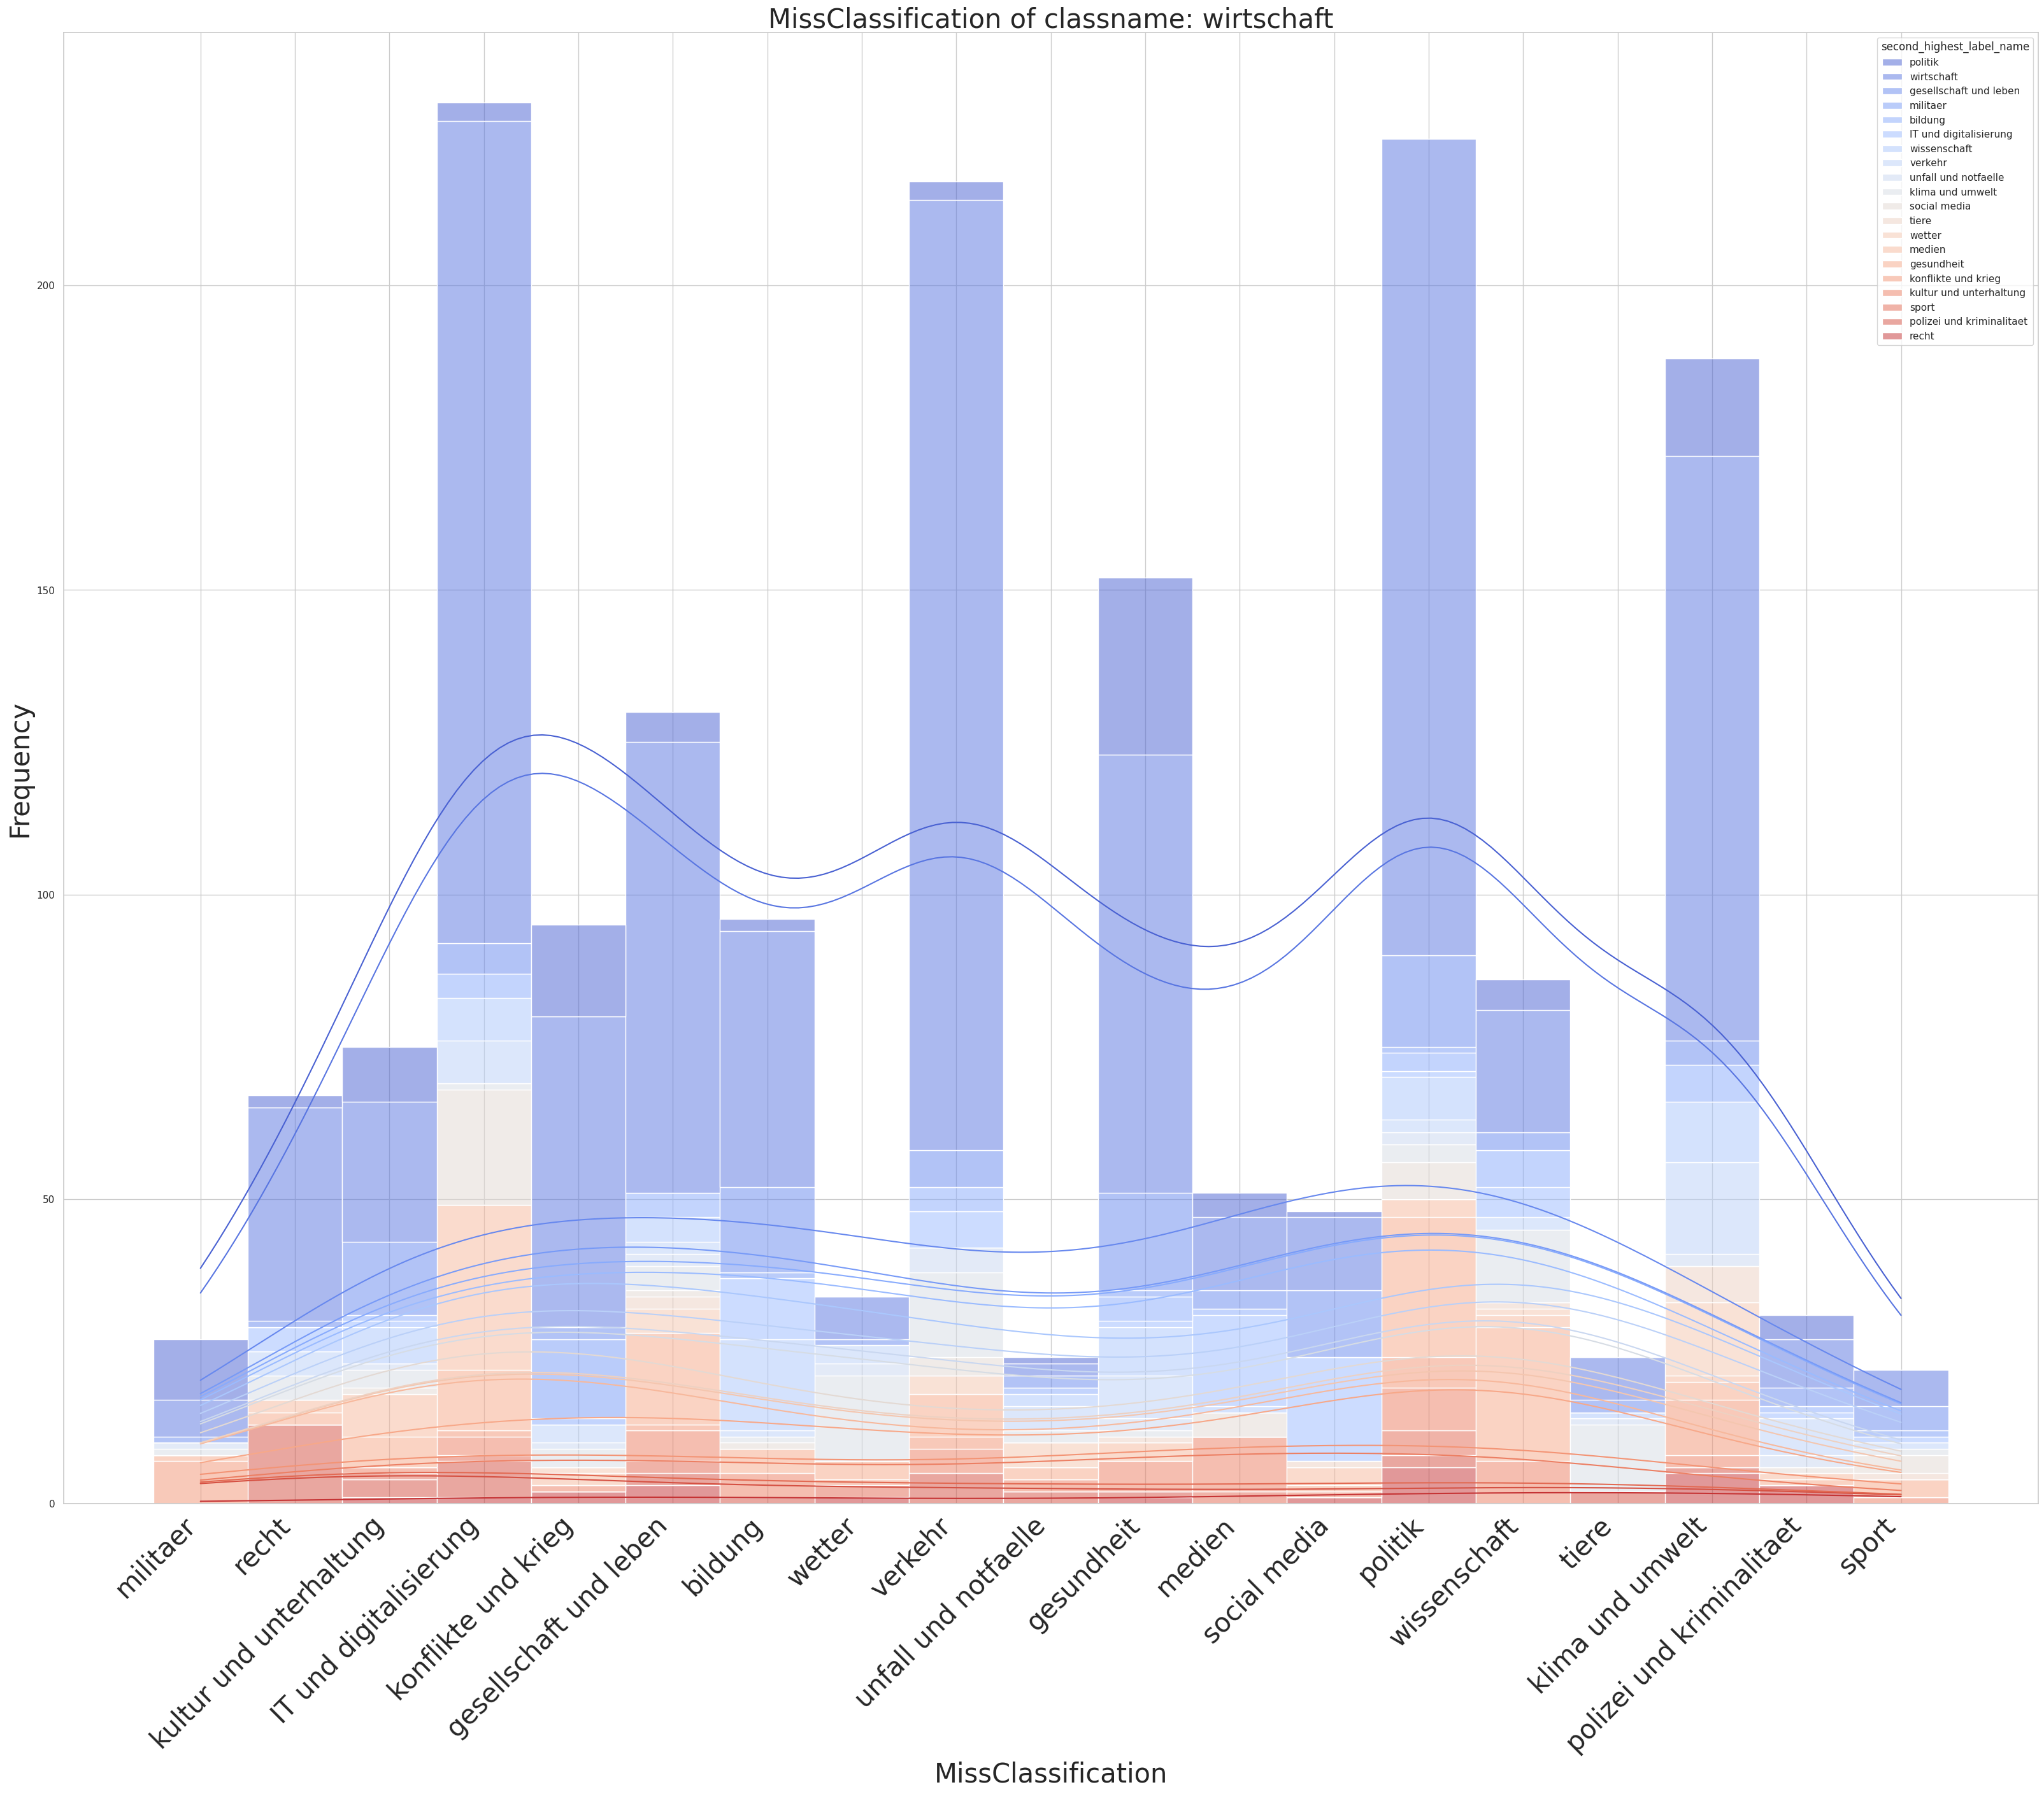 MissClassification of classname: wirtschaft
second_highest_label_name
politik
wirtschaft
gesellschaft und leben
militaer
bildung
IT und digitalisierung
wissenschaft
verkehr
unfall und notfaelle
klima und umwelt
social media
tiere
wetter
medien
gesundheit
konflikte und krieg
kultur und unterhaltung
sport
polizei und kriminalitaet
recht
Frequency
200
150
100
50
0
militaer
recht
kultur und unterhaltung
IT und digitalisierung
konflikte und krieg
gesellschaft und leben
bildung
wetter
verkehr
unfall und notfaelle
gesundheit
medien
social media
politik
wissenschaft
tiere
klima und umwelt
polizei und kriminalitaet
sport
MissClassification